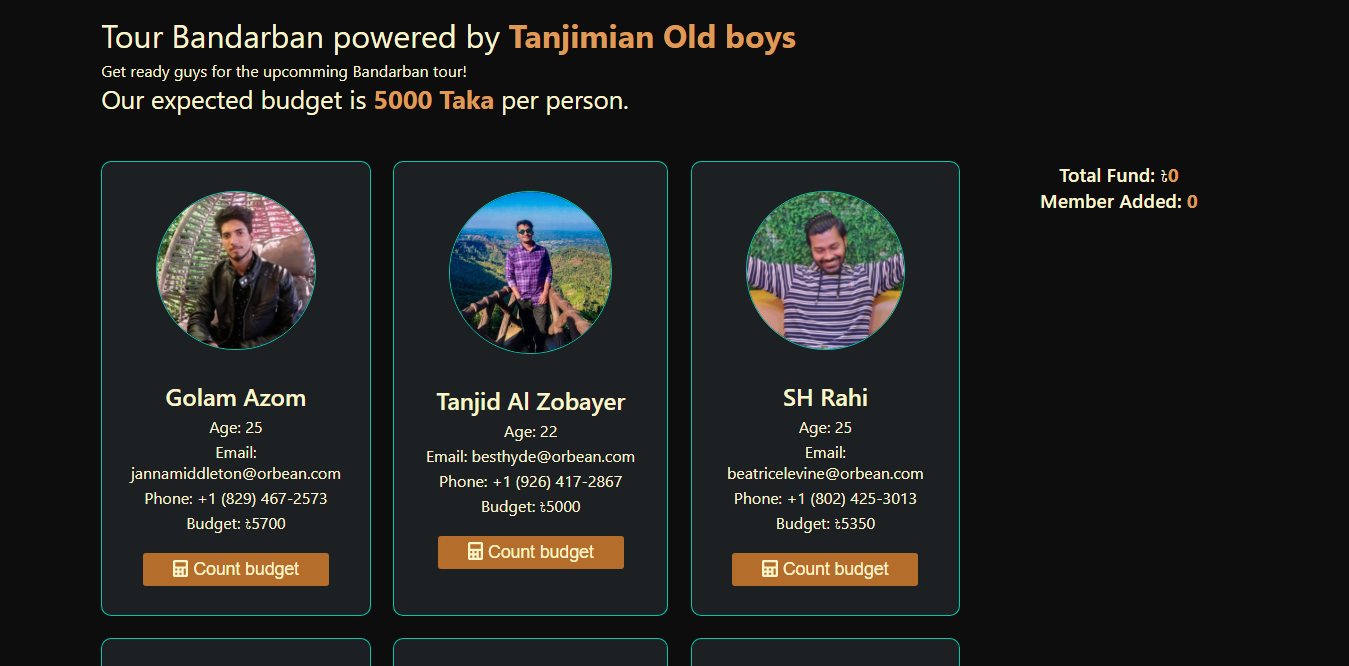 Tour Bandarban powered by Tanjimian Old boys
Get ready guys for the upcomming Bandarban tour!
Our expected budget is 5000 Taka per person.
Total Fund: ৳0
Member Added: 0
Golam Azom
Age: 25
Email:
jannamiddleton@orbean.com
Phone: +1 (829) 467-2573
Budget: ৳5700
Count budget
Tanjid Al Zobayer
Age: 22
Email: besthyde@orbean.com
Phone: +1 (926) 417-2867
Budget: ৳5000
Count budget
SH Rahi
Age: 25
Email:
beatricelevine@orbean.com
Phone: +1 (802) 425-3013
Budget: ৳5350
Count budget